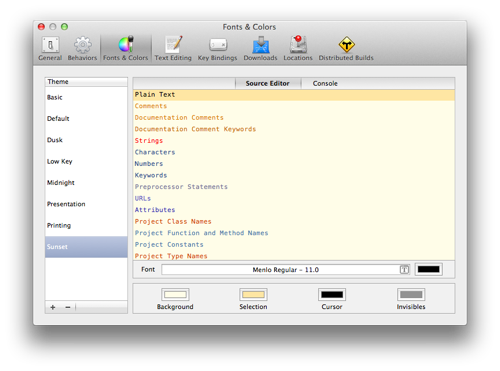 Fonts & Colors
General Behaviors Fonts & Colors Text Editing Key Bindings Downloads Locations Distributed Builds
Theme
Basic
Default
Dusk
Low Key
Midnight
Presentation
Printing
Sunset
Source Editor Console
Plain Text
Comments
Documentation Comments
Documentation Comment Keywords
Strings
Characters
Numbers
Keywords
Preprocessor Statements
URLs
Attributes
Project Class Names
Project Function and Method Names
Project Constants
Project Type Names
Font Menlo Regular - 11.0 T
Background Selection Cursor Invisibles